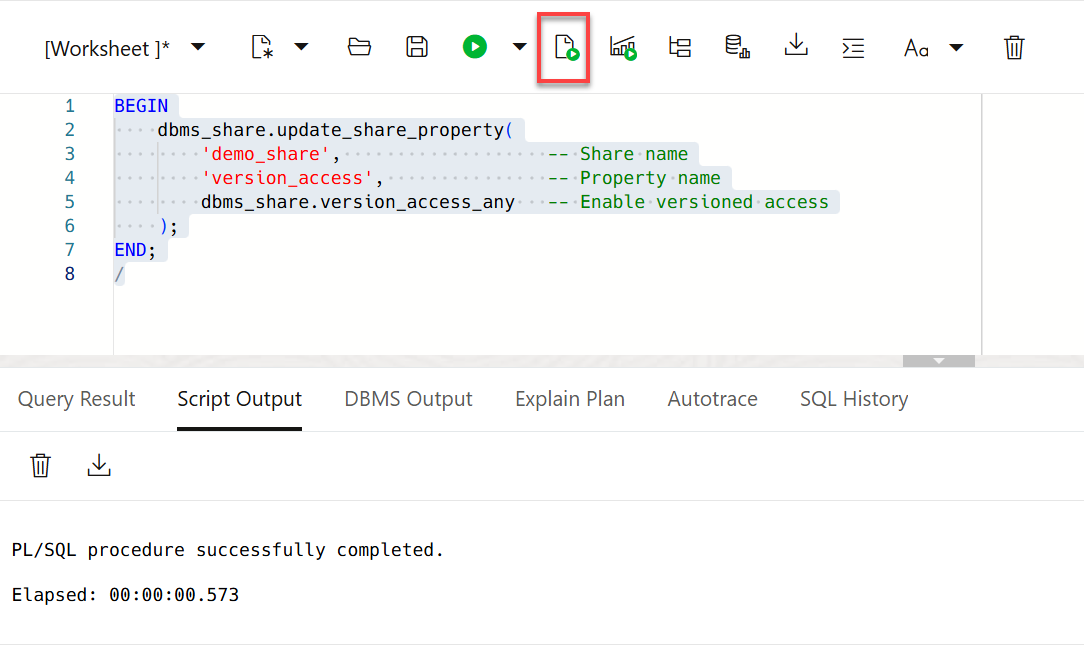 [Worksheet ]*
Aa
1 BEGIN
2 dbms_share.update_share_property(
3 'demo_share', -- Share name
4 'version_access', -- Property name
5 dbms_share.version_access_any -- Enable versioned access
6 );
7 END;
8 /
Query Result Script Output DBMS Output Explain Plan Autotrace SQL History
PL/SQL procedure successfully completed.
Elapsed: 00:00:00.573